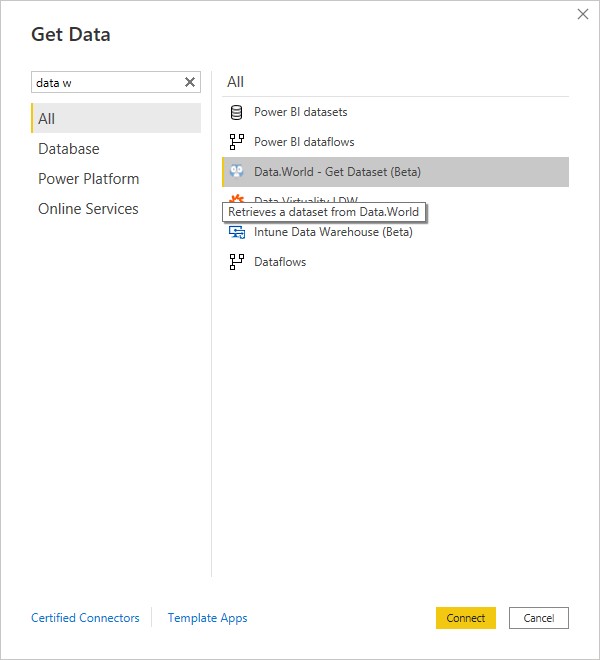 Get Data
data w
All
Database
Power Platform
Online Services
All
Power BI datasets
Power BI dataflows
Data.World - Get Dataset (Beta)
Data Virtuality LDW
Retrieves a dataset from Data.World
Intune Data Warehouse (Beta)
Dataflows
Certified Connectors
Template Apps
Connect
Cancel